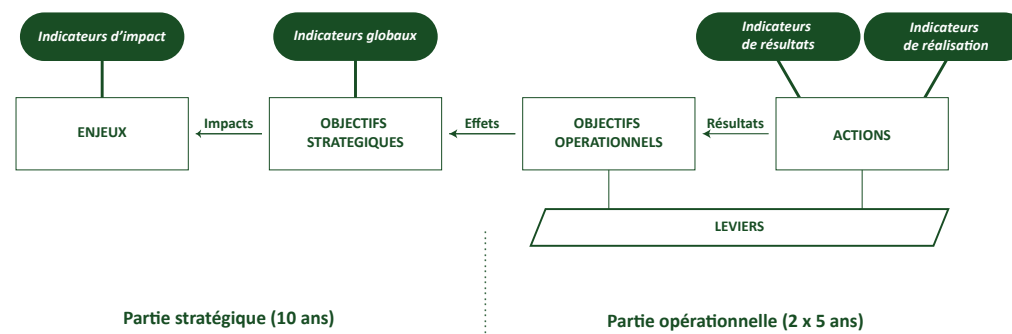 Indicateurs d’impact
Indicateurs globaux
Indicateurs
de résultats
Indicateurs
de réalisation
ENJEUX
Impacts
OBJECTIFS
STRATEGIQUES
Effets
OBJECTIFS
OPERATIONNELS
Résultats
ACTIONS
LEVIERS
Partie stratégique (10 ans)
Partie opérationnelle (2 x 5 ans)